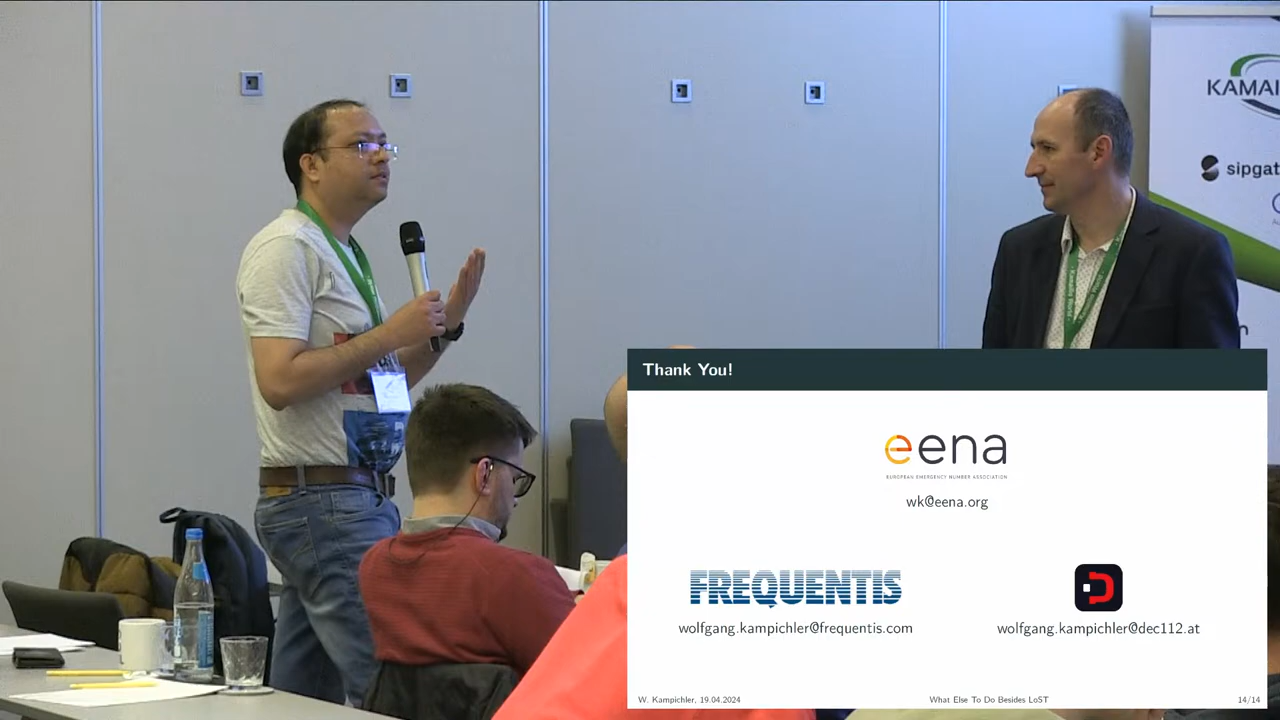 KAMAI
sipgat
Thank You!
eena
EUROPEAN EMERGENCY NUMBER ASSOCIATION
wk@eena.org
FREQUENTIS
wolfgang.kampichler@frequentis.com
wolfgang.kampichler@dec112.at
W. Kampichler, 19.04.2024
What Else To Do Besides LoST
14/14